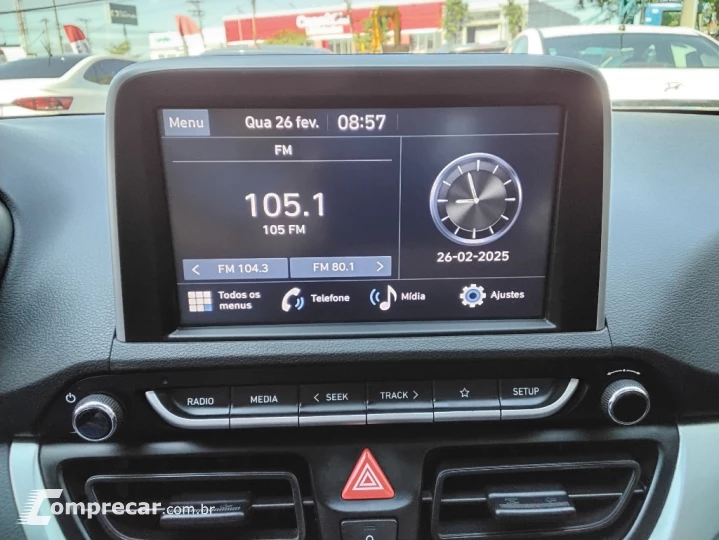 Menu Qua 26 fev. 08:57
FM
105.1
105 FM
< FM 104.3 FM 80.1 >
26-02-2025
Todos os menus Telefone Mídia Ajustes
RADIO MEDIA < SEEK TRACK > SETUP
Comprecar.com.br